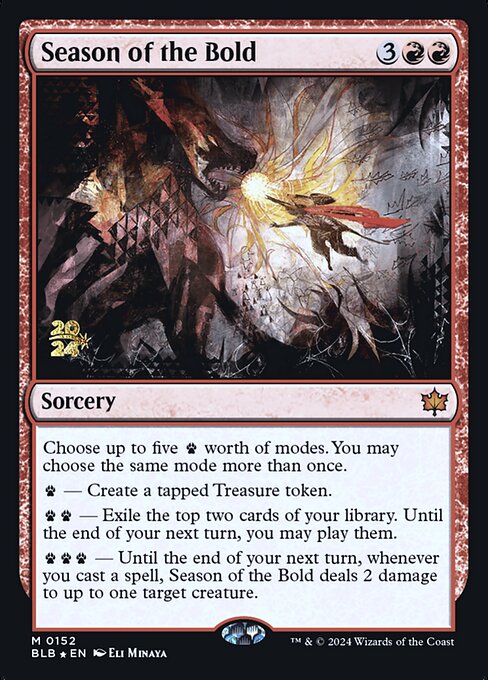 Season of the Bold 3
2024
Sorcery
Choose up to five worth of modes. You may
choose the same mode more than once.
— Create a tapped Treasure token.
— Exile the top two cards of your library. Until
the end of your next turn, you may play them.
— Until the end of your next turn, whenever
you cast a spell, Season of the Bold deals 2 damage
to up to one target creature.
M 0152
BLB ★ EN Eli Minaya
™ & © 2024 Wizards of the Coast